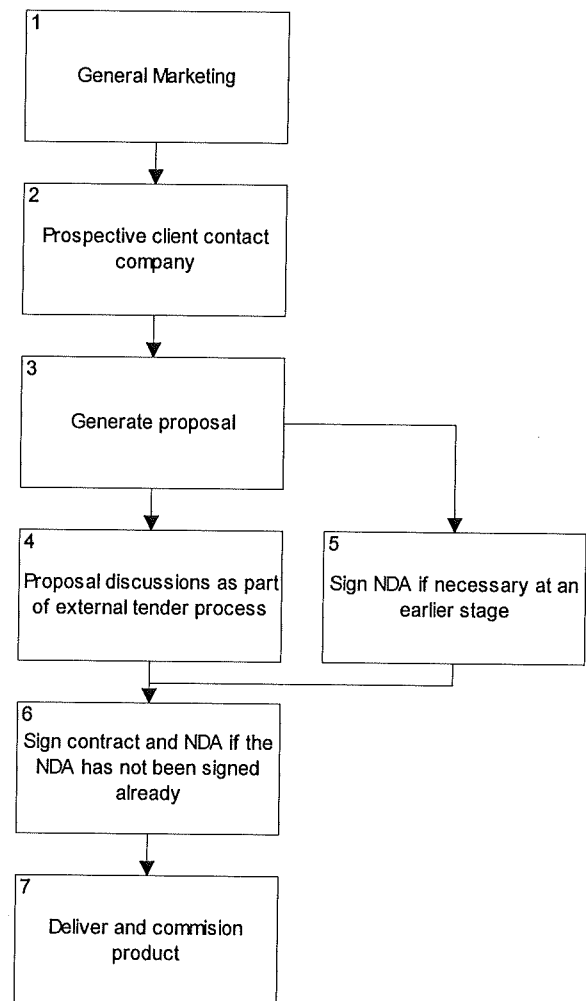 1
General Marketing
2
Prospective client contact
company
3
Generate proposal
4
Proposal discussions as part
of external tender process
5
Sign NDA if necessary at an
earlier stage
6
Sign contract and NDA if the
NDA has not been signed
already
7
Deliver and commision
product